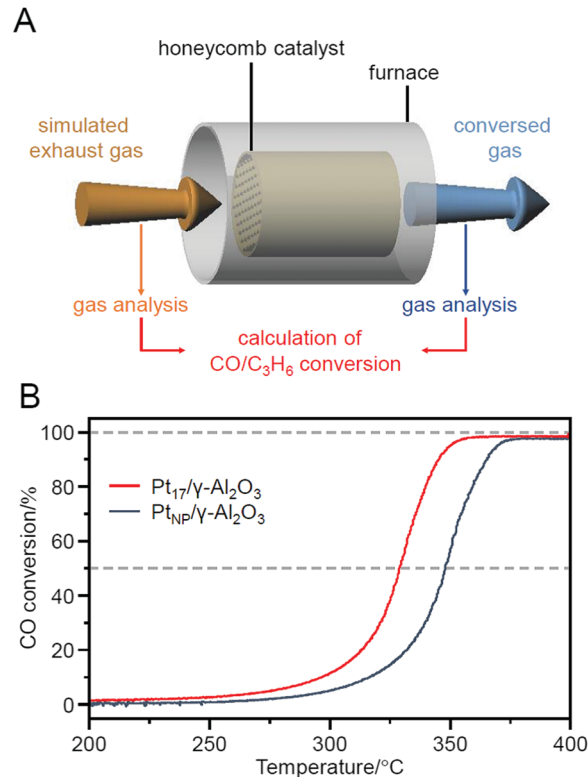 A
honeycomb catalyst
furnace
simulated
exhaust gas
conversed
gas
gas analysis
gas analysis
calculation of
CO/C₃H₆ conversion
B
100
80
60
40
20
0
CO conversion/%
Pt₁₇/γ-Al₂O₃
Pt_NP/γ-Al₂O₃
200
250
300
350
400
Temperature/°C